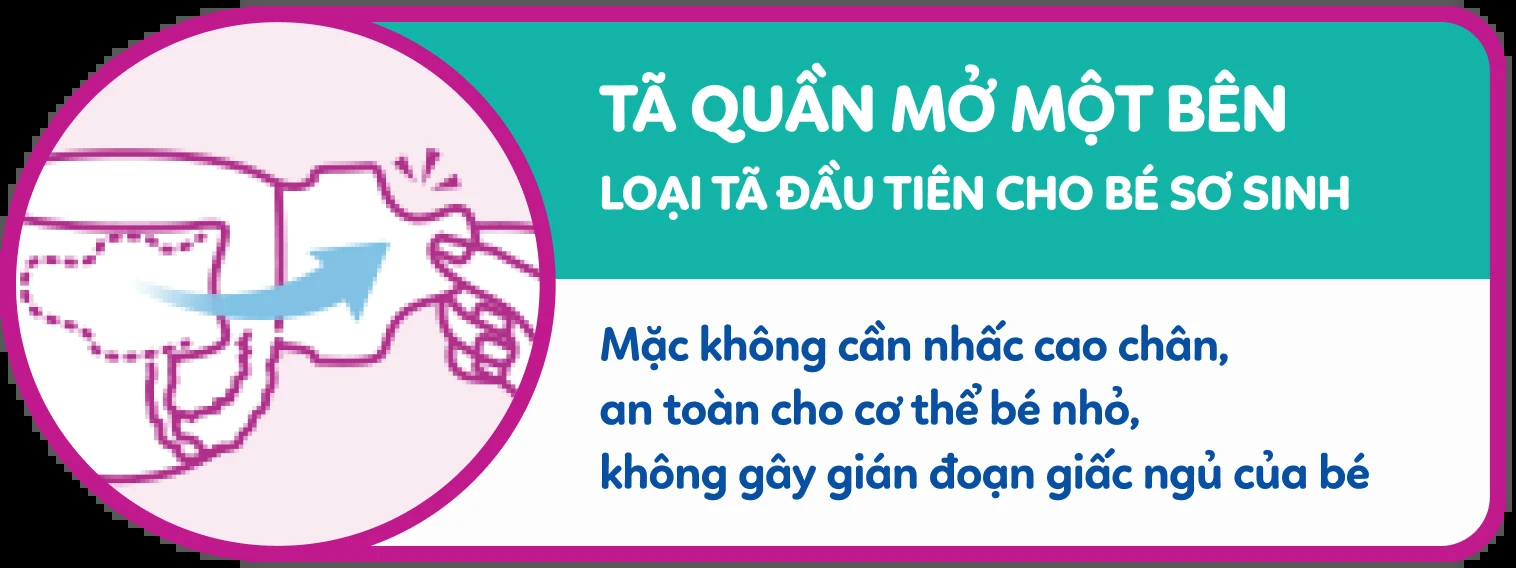 TÃ QUẦN MỞ MỘT BÊN
LOẠI TÃ ĐẦU TIÊN CHO BÉ SƠ SINH
Mặc không cần nhấc cao chân,
an toàn cho cơ thể bé nhỏ,
không gây gián đoạn giấc ngủ của bé